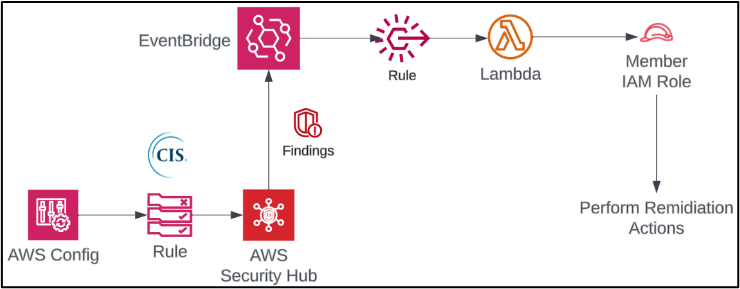 EventBridge
Rule
Lambda
Member
IAM Role
Findings
CIS
AWS Config
Rule
AWS
Security Hub
Perform Remidiation
Actions